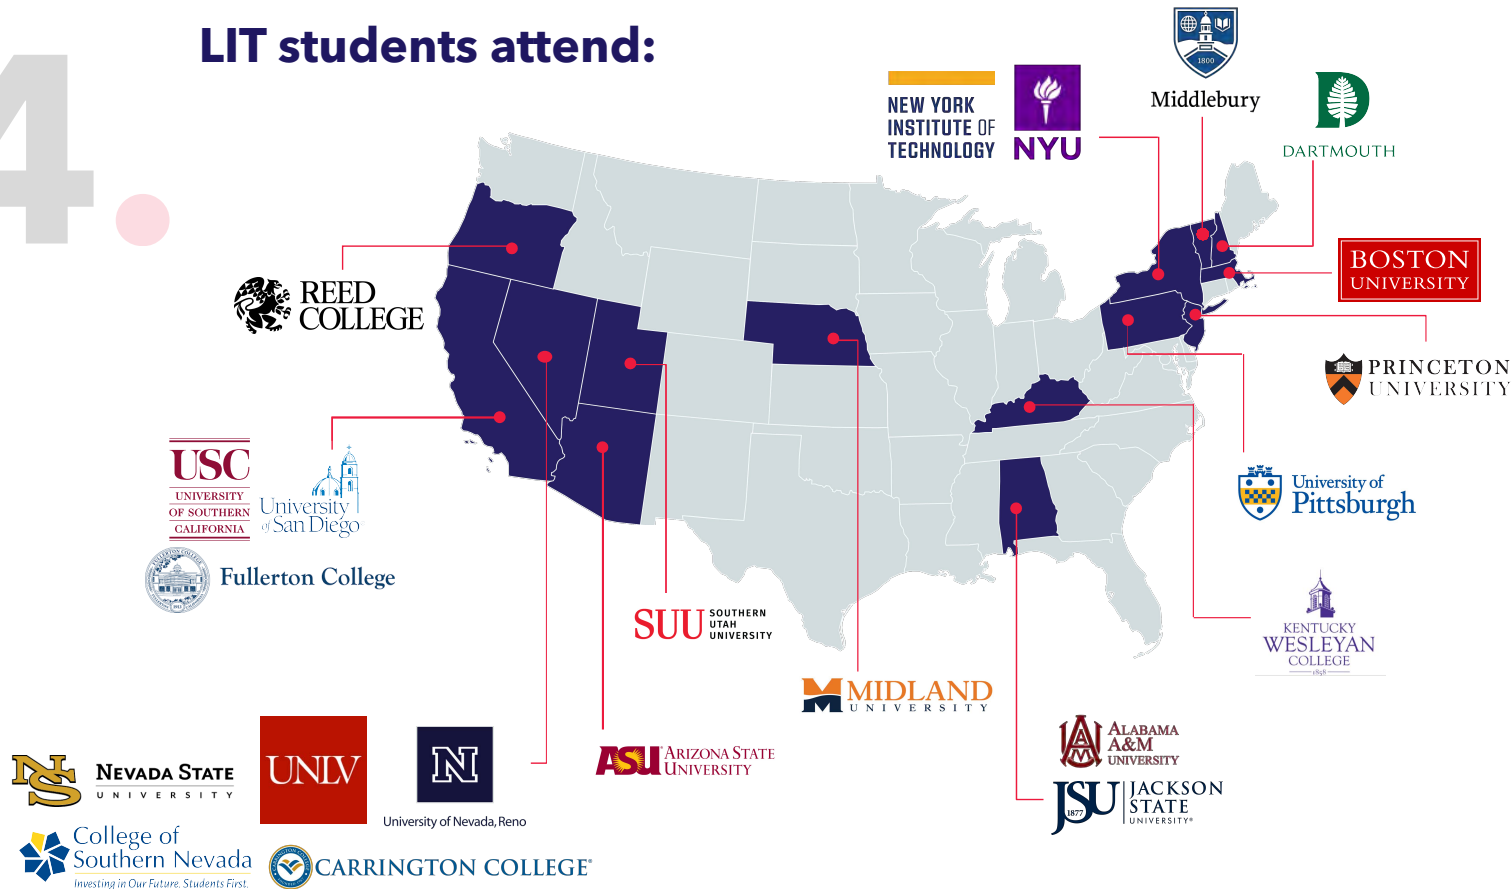 4.
LIT students attend:
1800
Middlebury
NEW YORK
INSTITUTE OF
TECHNOLOGY
NYU
D
DARTMOUTH
BOSTON
UNIVERSITY
REED
COLLEGE
PRINCETON
UNIVERSITY
USC
UNIVERSITY
OF SOUTHERN
CALIFORNIA
University
of San Diego
Fullerton College
University of
Pittsburgh
SUU
SOUTHERN
UTAH
UNIVERSITY
KENTUCKY
WESLEYAN
COLLEGE
1858
MIDLAND
UNIVERSITY
NS
NEVADA STATE
UNIVERSITY
UNLV
N
University of Nevada, Reno
ASU
ARIZONA STATE
UNIVERSITY
ALABAMA
A&M
UNIVERSITY
JSU
1877
JACKSON
STATE
UNIVERSITY®
College of
Southern Nevada
Investing in Our Future. Students First.
CARRINGTON COLLEGE®